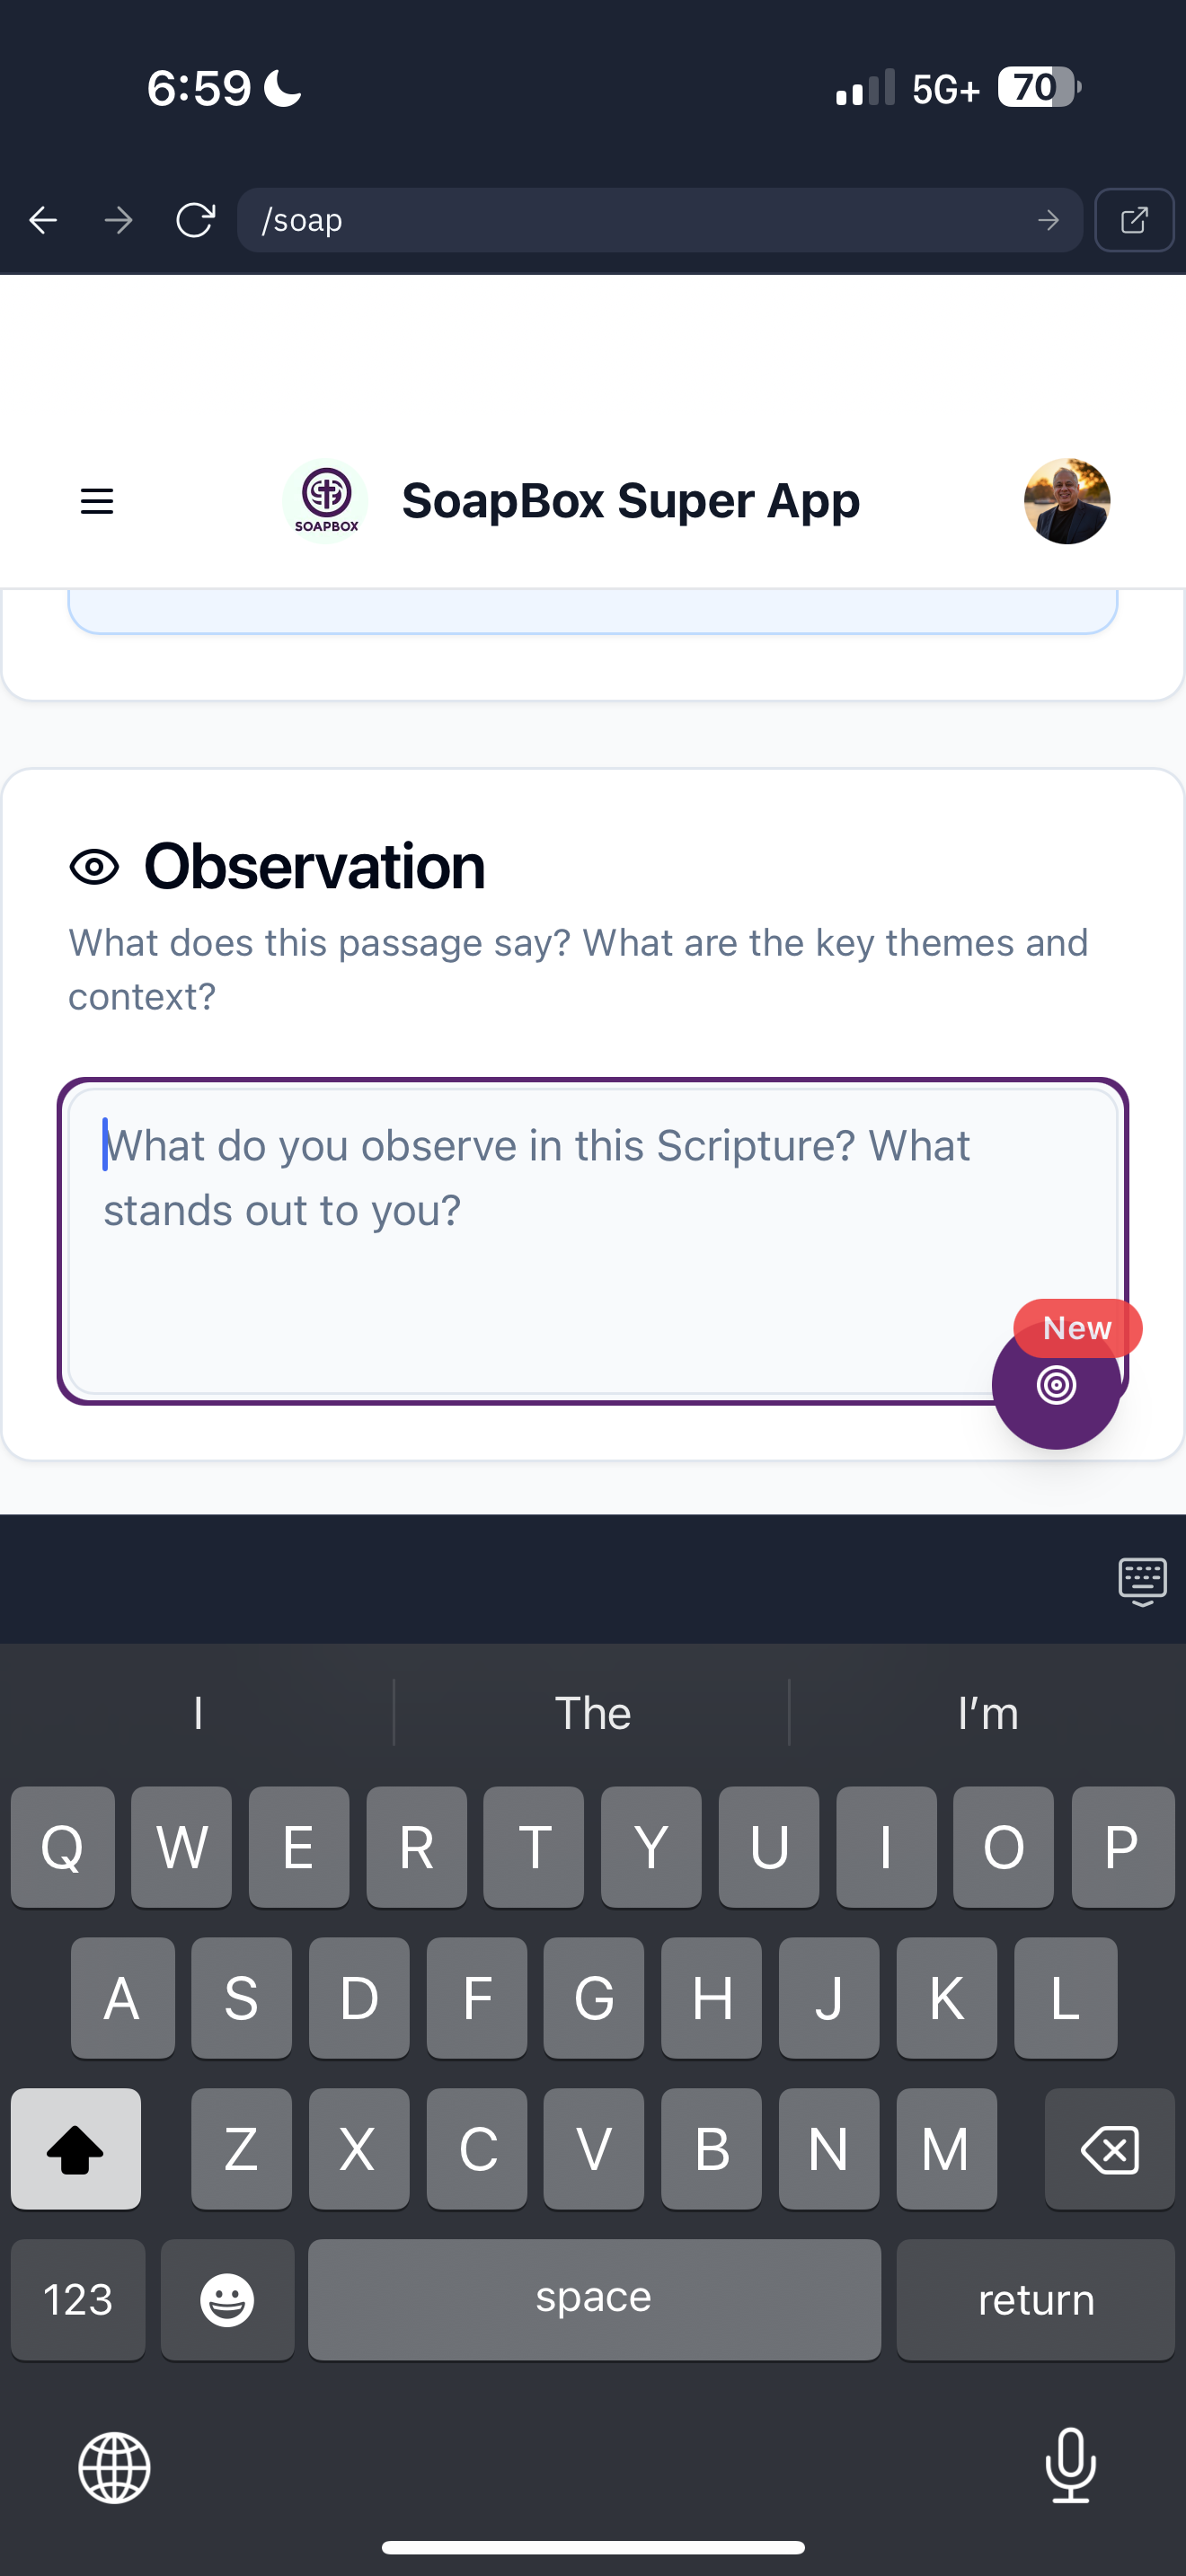 6:59
5G+ 70
/soap
SOAPBOX
SoapBox Super App
Observation
What does this passage say? What are the key themes and
context?
What do you observe in this Scripture? What
stands out to you?
New
I The I’m
Q W E R T Y U I O P
A S D F G H J K L
Z X C V B N M
123 space return